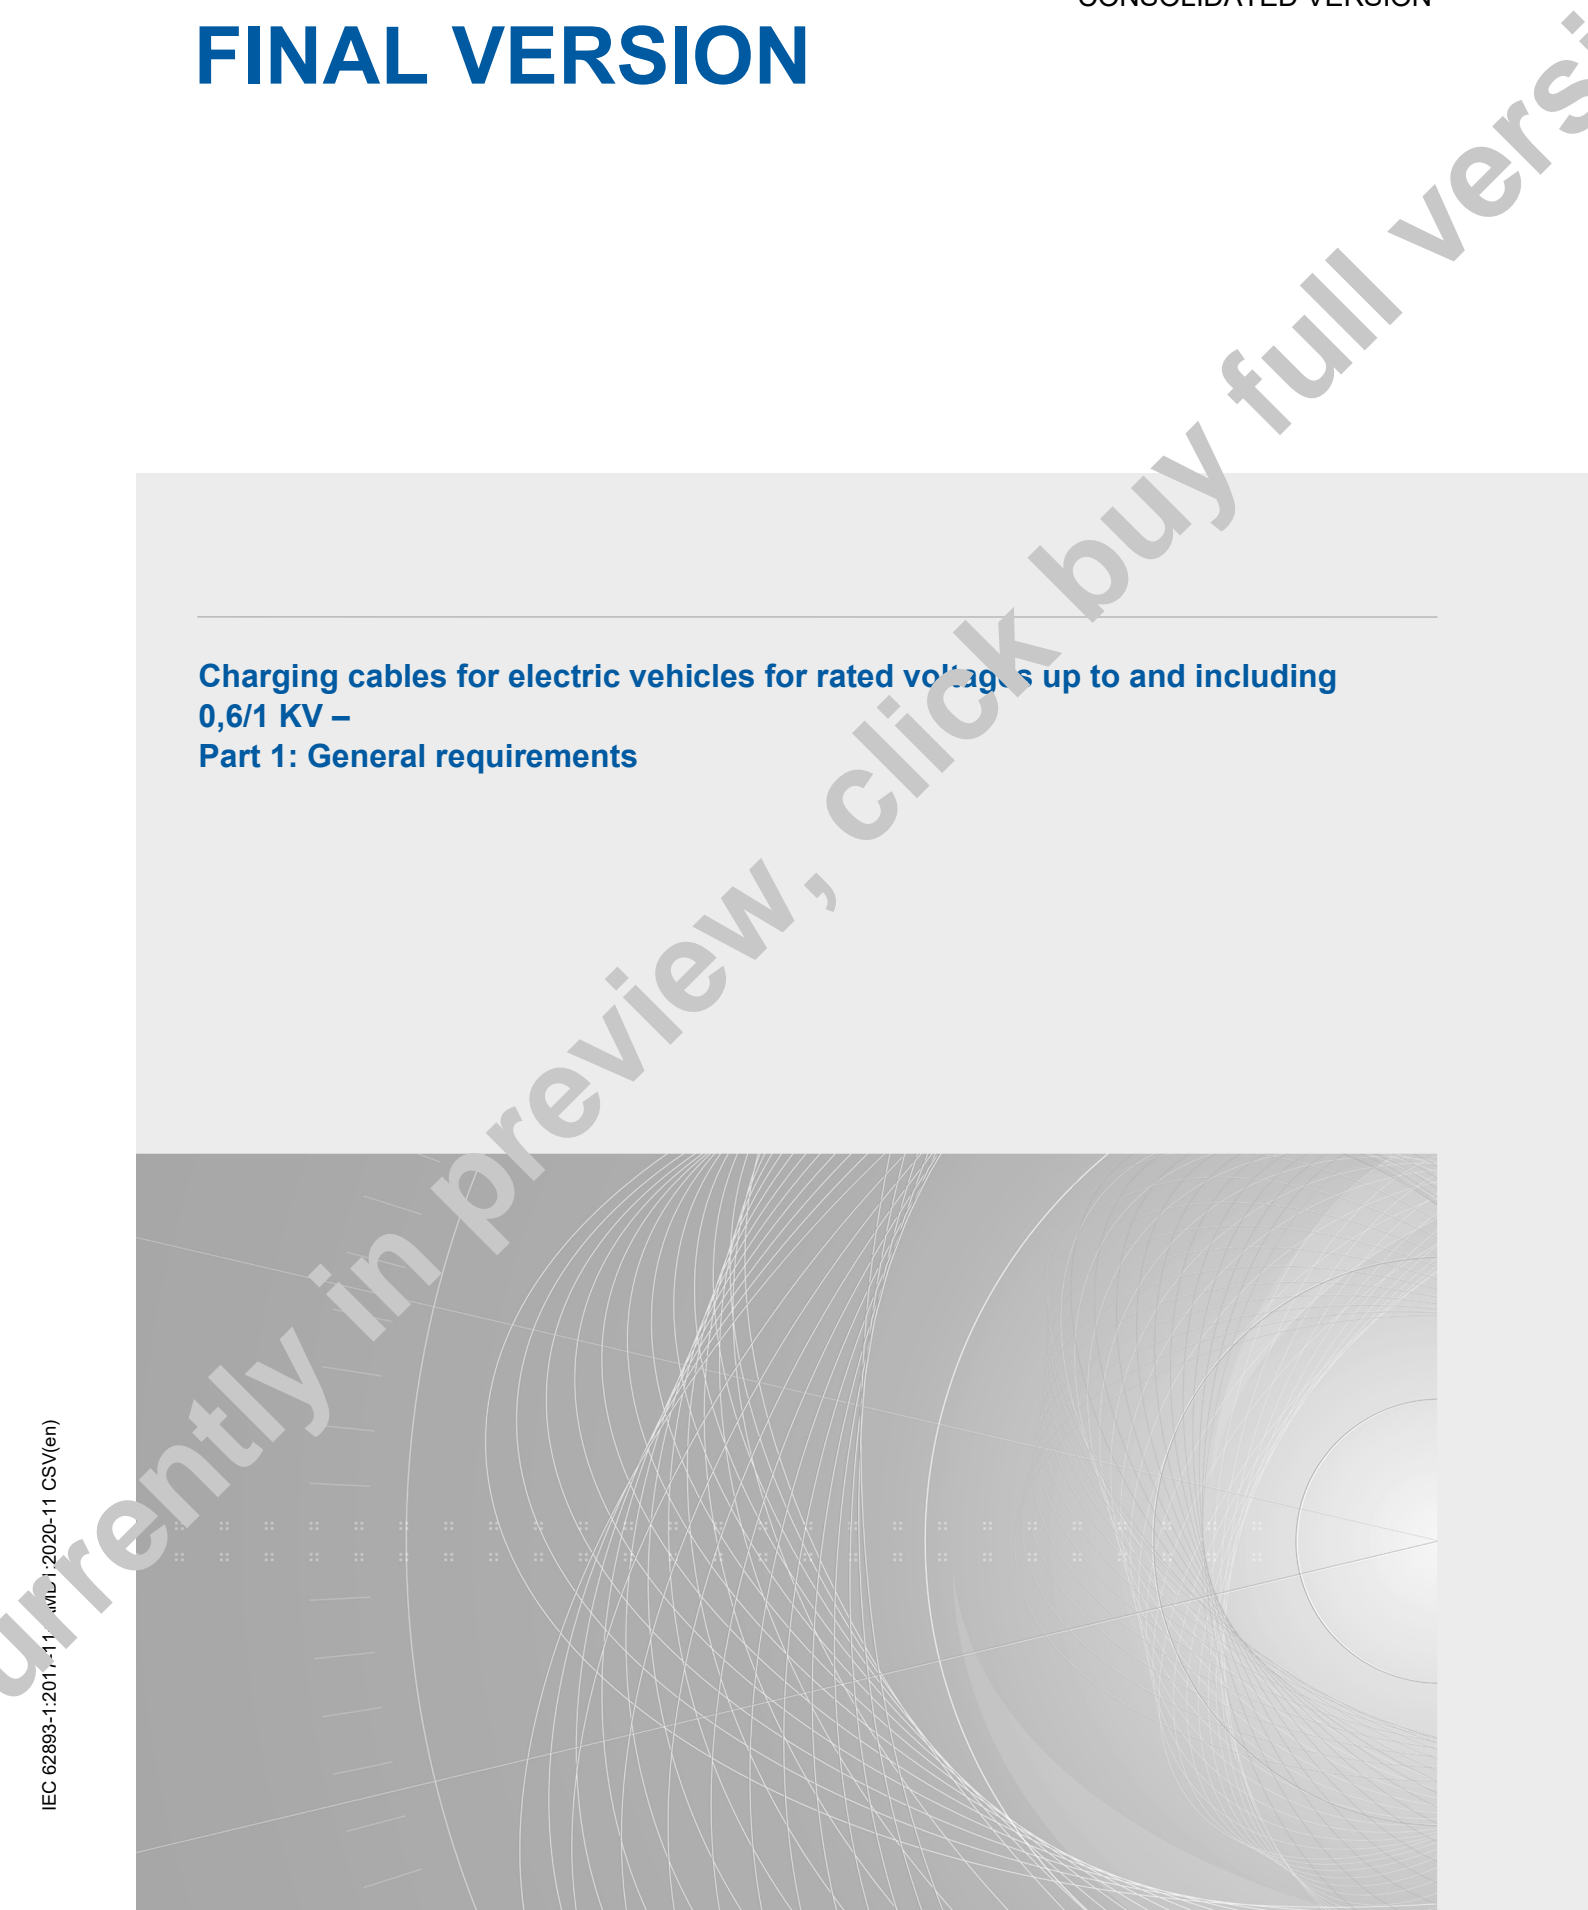 CONSOLIDATED VERSION
FINAL VERSION
Charging cables for electric vehicles for rated voltages up to and including
0,6/1 KV –
Part 1: General requirements
IEC 62893-1:2017-11+AMD1:2020-11 CSV(en)
in preview, click buy full